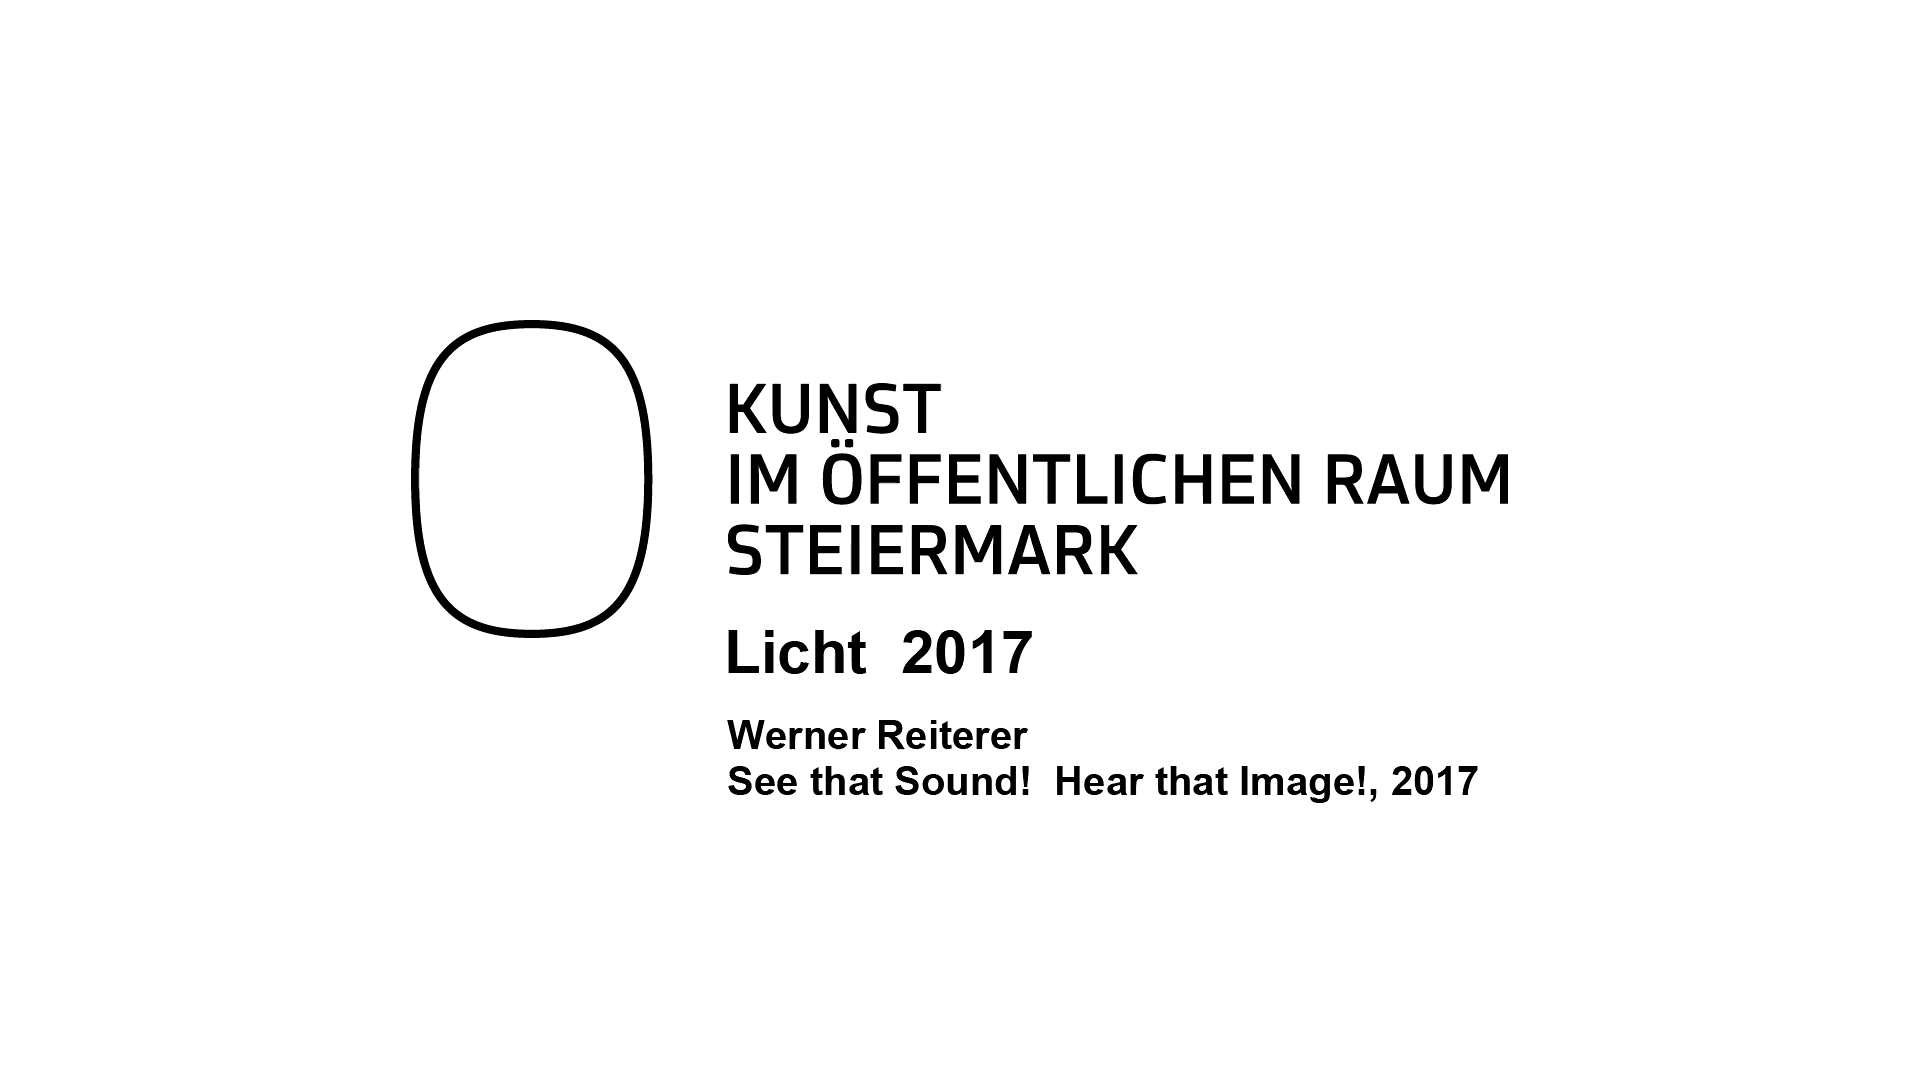 KUNST
IM ÖFFENTLICHEN RAUM
STEIERMARK
Licht  2017
Werner Reiterer
See that Sound!  Hear that Image!, 2017